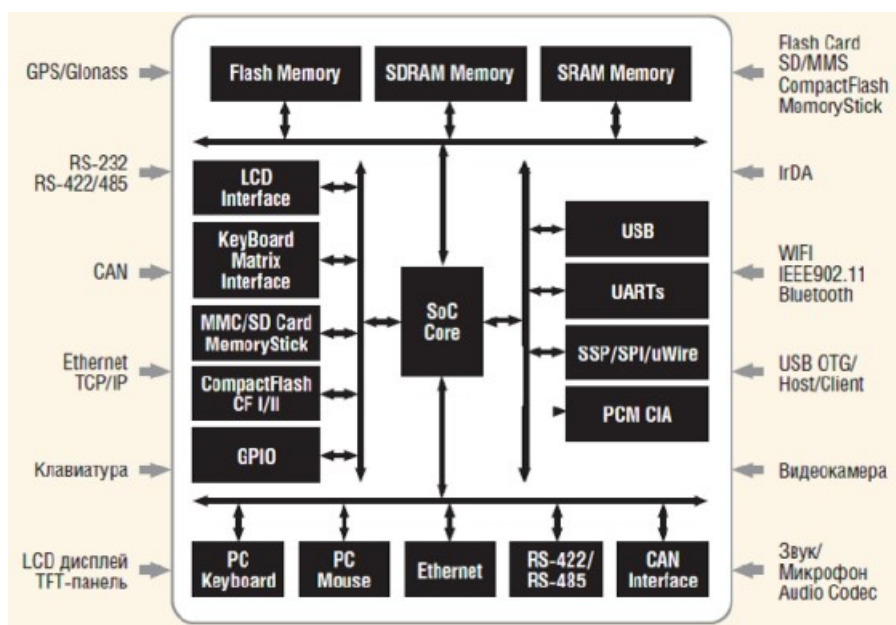 GPS/Glonass
Flash Memory
SDRAM Memory
SRAM Memory
Flash Card
SD/MMS
CompactFlash
MemoryStick
RS-232
RS-422/485
LCD
Interface
IrDA
KeyBoard
Matrix
Interface
USB
CAN
SoC
Core
UARTs
WIFI
IEEE902.11
Bluetooth
MMC/SD Card
MemoryStick
SSP/SPI/uWire
Ethernet
TCP/IP
CompactFlash
CF I/II
PCM CIA
USB OTG/
Host/Client
GPIO
Клавиатура
Видеокамера
LCD дисплей
TFT-панель
PC
Keyboard
PC
Mouse
Ethernet
RS-422/
RS-485
CAN
Interface
Звук/
Микрофон
Audio Codec